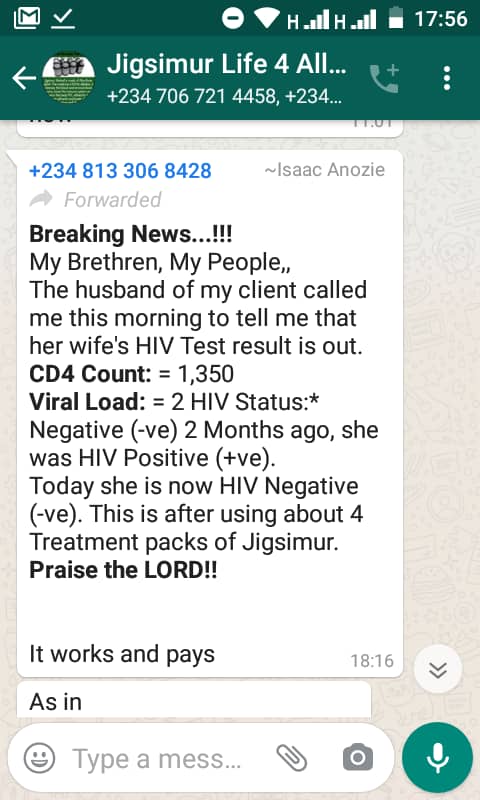 H H 17:56
Jigsimur Life 4 All...
+234 706 721 4458, +234...
11:01
+234 813 306 8428 ~Isaac Anozie
Forwarded
Breaking News...!!!
My Brethren, My People,,
The husband of my client called
me this morning to tell me that
her wife's HIV Test result is out.
CD4 Count: = 1,350
Viral Load: = 2 HIV Status:*
Negative (-ve) 2 Months ago, she
was HIV Positive (+ve).
Today she is now HIV Negative
(-ve). This is after using about 4
Treatment packs of Jigsimur.
Praise the LORD!!
It works and pays
18:16
As in
Type a mess...